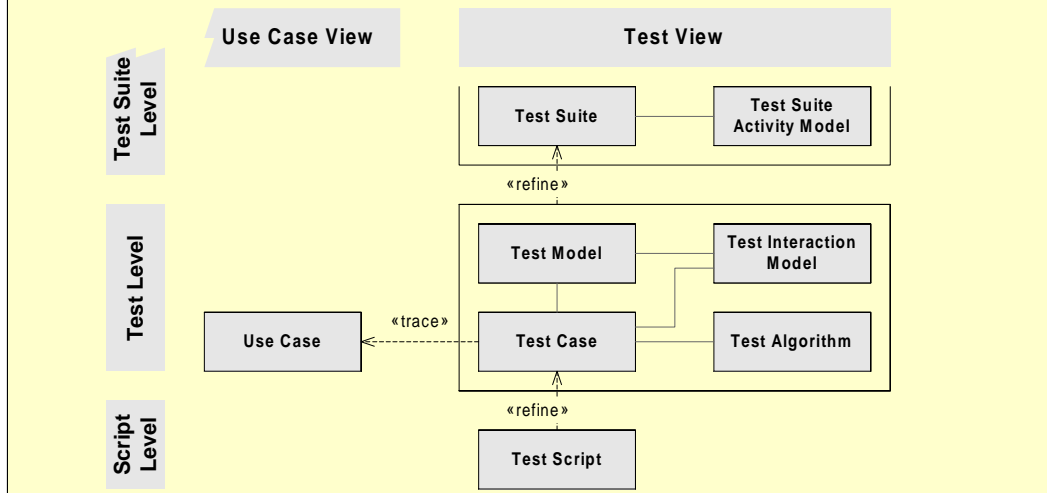 Use Case View
Test View
Test Suite
Level
Test Suite
Test Suite
Activity Model
«refine»
Test Level
Test Model
Test Interaction
Model
«trace»
Use Case
Test Case
Test Algorithm
Script
Level
«refine»
Test Script